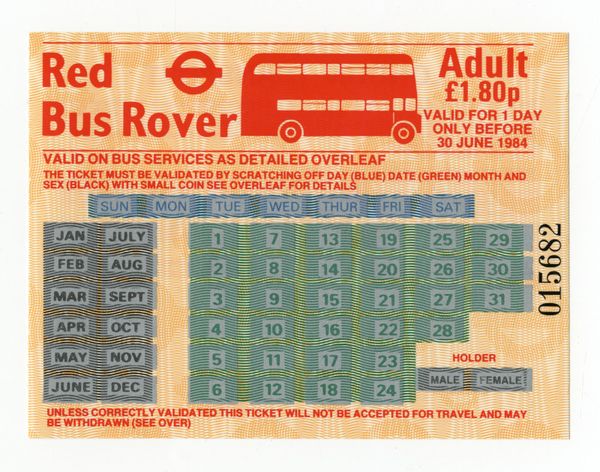 Red
Bus Rover
Adult
£1.80p
VALID FOR 1 DAY
ONLY BEFORE
30 JUNE 1984
VALID ON BUS SERVICES AS DETAILED OVERLEAF
THE TICKET MUST BE VALIDATED BY SCRATCHING OFF DAY (BLUE) DATE (GREEN) MONTH AND
SEX (BLACK) WITH SMALL COIN SEE OVERLEAF FOR DETAILS
SUN MON TUE WED THUR FRI SAT
JAN JULY 1 7 13 19 25 29
FEB AUG 2 8 14 20 26 30
MAR SEPT 3 9 15 21 27 31
APR OCT 4 10 16 22 28
MAY NOV 5 11 17 23
JUNE DEC 6 12 18 24
HOLDER
MALE FEMALE
015682
UNLESS CORRECTLY VALIDATED THIS TICKET WILL NOT BE ACCEPTED FOR TRAVEL AND MAY
BE WITHDRAWN (SEE OVER)